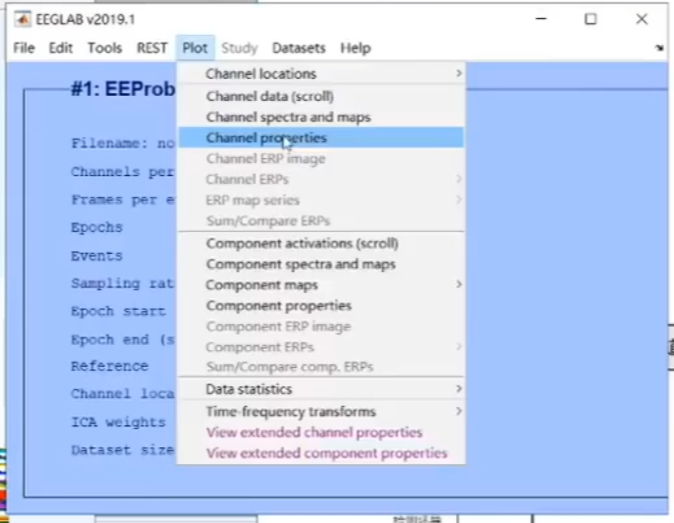 EEGLAB v2019.1
File Edit Tools REST Plot Study Datasets Help
#1: EEProb
Filename: no
Channels per
Frames per e
Epochs
Events
Sampling rat
Epoch start
Epoch end (s
Reference
Channel loca
ICA weights
Dataset size
Channel locations
Channel data (scroll)
Channel spectra and maps
Channel properties
Channel ERP image
Channel ERPs
ERP map series
Sum/Compare ERPs
Component activations (scroll)
Component spectra and maps
Component maps
Component properties
Component ERP image
Component ERPs
Sum/Compare comp. ERPs
Data statistics
Time-frequency transforms
View extended channel properties
View extended component properties